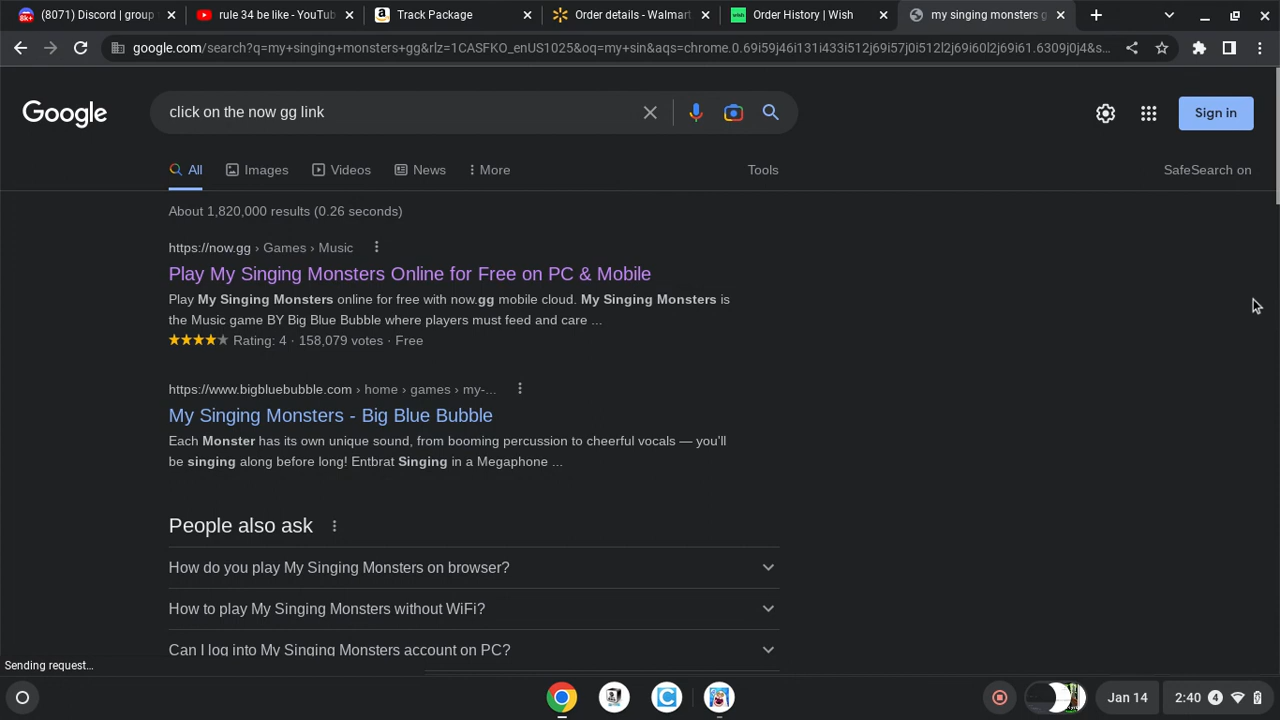 8k+ (8071) Discord | group
rule 34 be like - YouTu
Track Package
Order details - Walmart
wish Order History | Wish
my singing monsters g
google.com/search?q=my+singing+monsters+gg&rlz=1CASFKO_enUS1025&oq=my+sin&aqs=chrome.0.69i59j46i131i433i512j69i57j0i512l2j69i60l2j69i61.6309j0j4&s...
Google
click on the now gg link
Sign in
All
Images
Videos
News
More
Tools
SafeSearch on
About 1,820,000 results (0.26 seconds)
https://now.gg › Games › Music
Play My Singing Monsters Online for Free on PC & Mobile
Play My Singing Monsters online for free with now.gg mobile cloud. My Singing Monsters is
the Music game BY Big Blue Bubble where players must feed and care ...
Rating: 4 · 158,079 votes · Free
https://www.bigbluebubble.com › home › games › my-...
My Singing Monsters - Big Blue Bubble
Each Monster has its own unique sound, from booming percussion to cheerful vocals — you'll
be singing along before long! Entbrat Singing in a Megaphone ...
People also ask
How do you play My Singing Monsters on browser?
How to play My Singing Monsters without WiFi?
Can I log into My Singing Monsters account on PC?
Sending request...
Jan 14
2:40 4